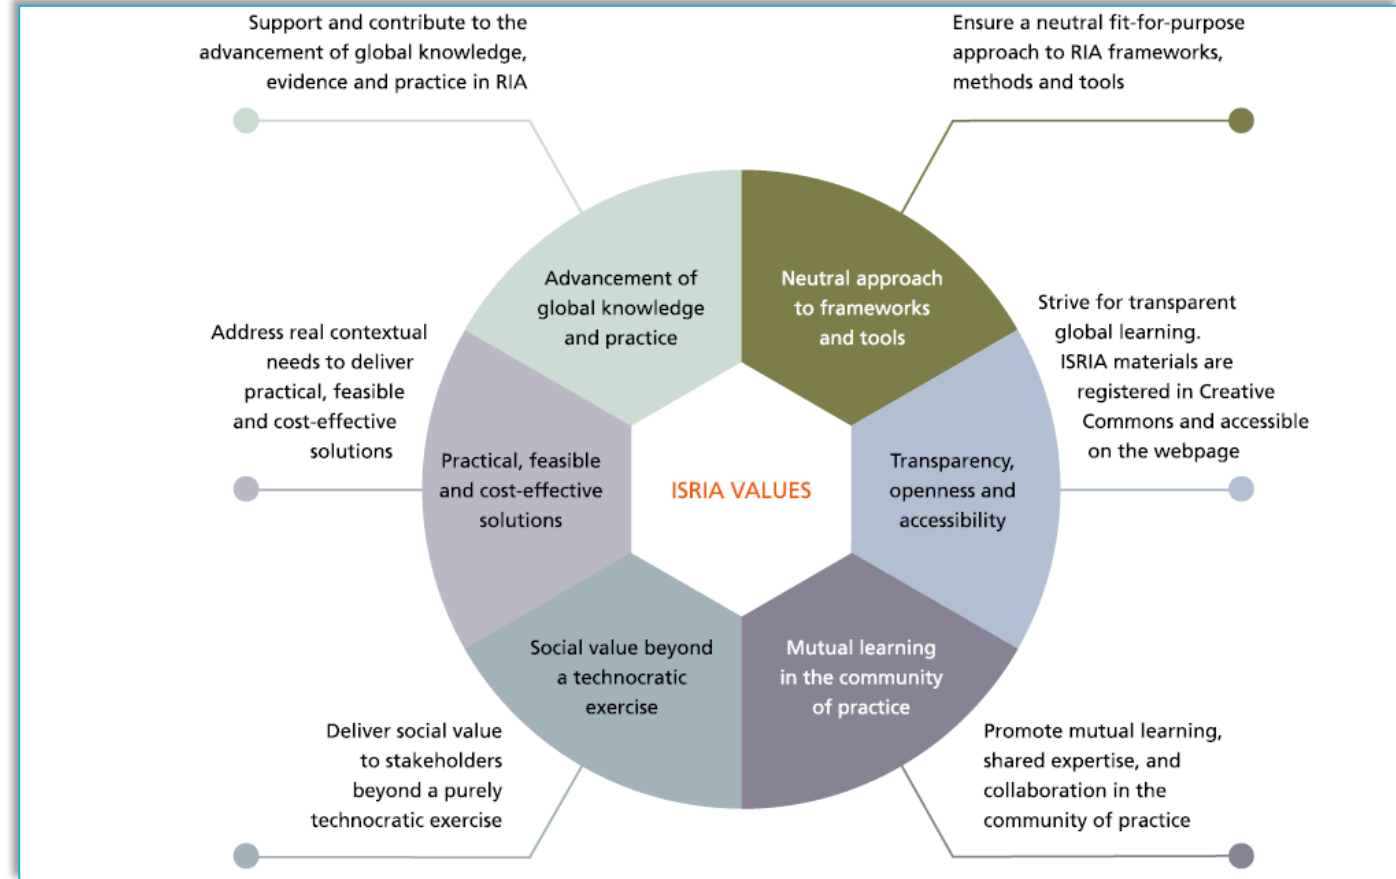 Support and contribute to the
advancement of global knowledge,
evidence and practice in RIA
Ensure a neutral fit-for-purpose
approach to RIA frameworks,
methods and tools
Advancement of
global knowledge
and practice
Neutral approach
to frameworks
and tools
Address real contextual
needs to deliver
practical, feasible
and cost-effective
solutions
Strive for transparent
global learning.
ISRIA materials are
registered in Creative
Commons and accessible
on the webpage
Practical, feasible
and cost-effective
solutions
ISRIA VALUES
Transparency,
openness and
accessibility
Social value beyond
a technocratic
exercise
Mutual learning
in the community
of practice
Deliver social value
to stakeholders
beyond a purely
technocratic exercise
Promote mutual learning,
shared expertise, and
collaboration in the
community of practice